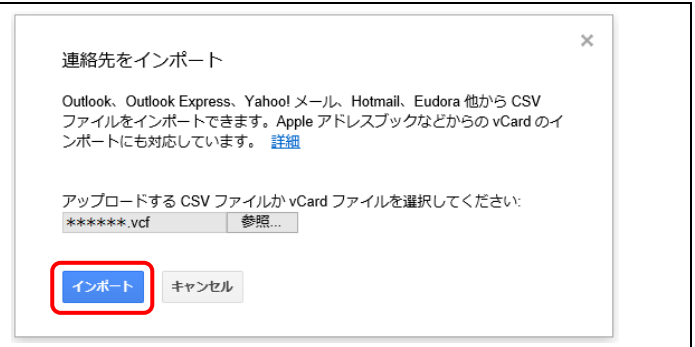 ×
連絡先をインポート
Outlook、Outlook Express、Yahoo! メール、Hotmail、Eudora 他から CSV
ファイルをインポートできます。Apple アドレスブックなどからの vCard のイ
ンポートにも対応しています。 詳細
アップロードする CSV ファイルか vCard ファイルを選択してください:
******.vcf 参照...
インポート キャンセル